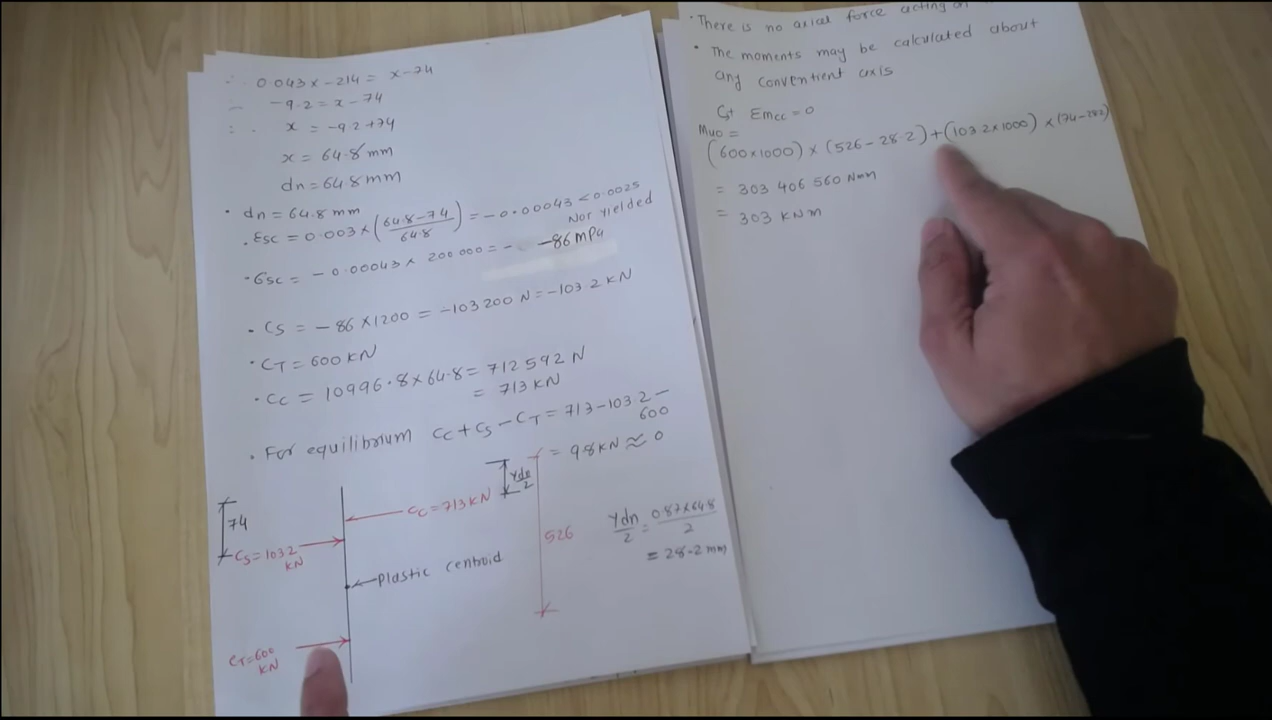 ∴ 0.043x - 214 = x - 74
- 9.2 = x - 74
∴ x = -9.2 + 74
x = 64.8 mm
dn = 64.8 mm
• dn = 64.8 mm
• Esc = 0.003 × (64.8-74 / 64.8) = -0.00043 < 0.0025
Not yielded
• Gsc = -0.00043 × 200 000 = - -86 MPa
• Cs = -86 × 1200 = -103 200 N = -103.2 KN
• CT = 600 KN
• Cc = 10996.8 × 64.8 = 712 592 N
= 713 KN
• For equilibrium Cc + Cs - CT = 713 - 103.2 - 600
= 9.8 KN ≈ 0
74
Cs = 103.2 KN
Cc = 713 KN
γdn/2
526
γdn/2 = 0.87×64.8/2
= 28.2 mm
Plastic centroid
CT = 600 KN
• There is no axial force acting on
• The moments may be calculated about
any conventient axis
@ Emcc = 0
Muo =
(600 × 1000) × (526 - 28.2) + (103.2 × 1000) × (74 - 28.2)
= 303 406 560 Nmm
= 303 KNm